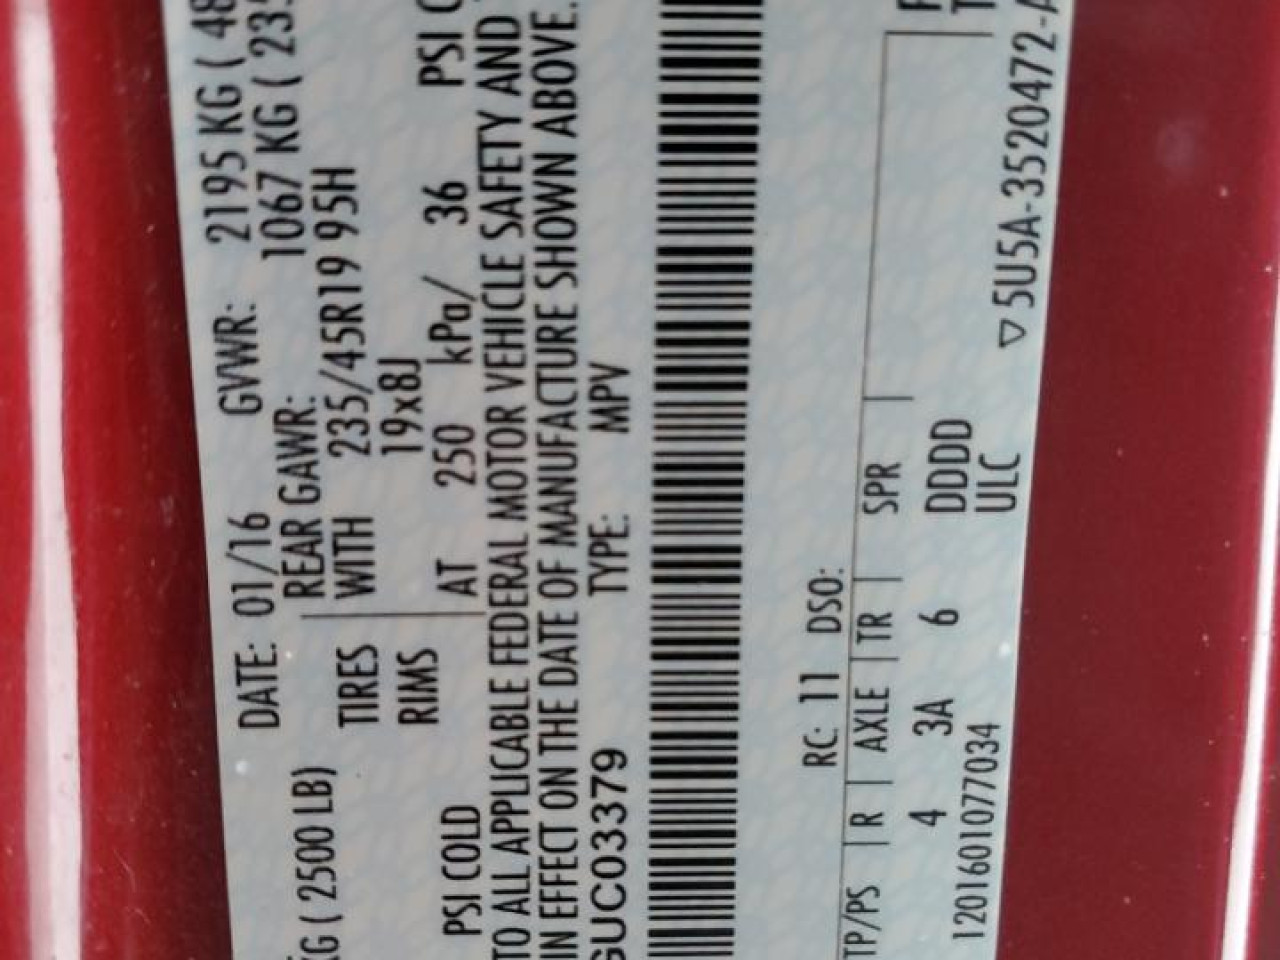 DATE: 01/16 GVWR: 2195 KG ( 48
KG ( 2500 LB) REAR GAWR: 1067 KG ( 235
TIRES WITH 235/45R19 95H
RIMS 19x8J
PSI COLD AT 250 kPa/ 36 PSI C
TO ALL APPLICABLE FEDERAL MOTOR VEHICLE SAFETY AND
IN EFFECT ON THE DATE OF MANUFACTURE SHOWN ABOVE.
GUC03379 TYPE: MPV
RC: 11 DSO:
TP/PS R AXLE TR SPR
4 3A 6 DDDD
1201601077034 ULC
▽5U5A-3520472-A